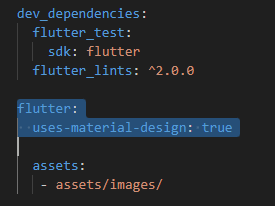 dev_dependencies:
  flutter_test:
    sdk: flutter
  flutter_lints: ^2.0.0

flutter:
  uses-material-design: true

  assets:
   - assets/images/